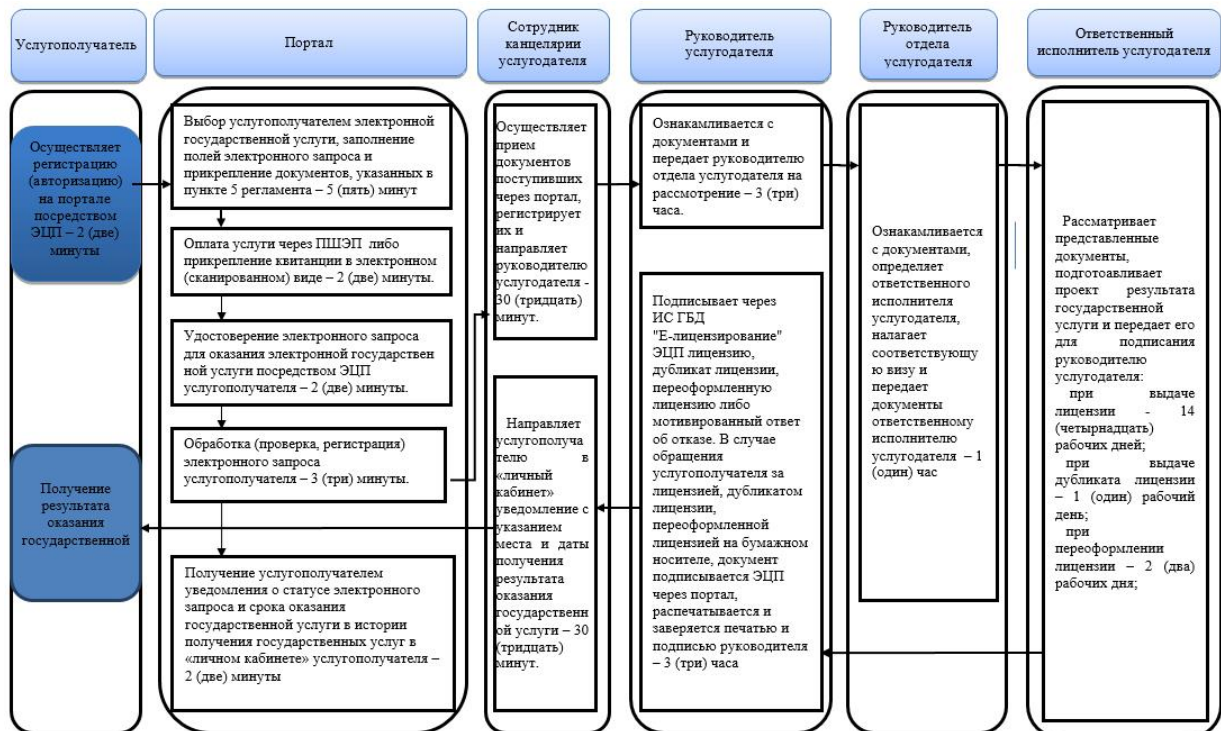 Услугополучатель
Портал
Сотрудник
канцелярии
услугодателя
Руководитель
услугодателя
Руководитель
отдела
услугодателя
Ответственный
исполнитель услугодателя
Осуществляет
регистрацию
(авторизацию)
на портале
посредством
ЭЦП – 2 (две)
минуты
Получение
результата
оказания
государственной
Выбор услугополучателем электронной
государственной услуги, заполнение
полей электронного запроса и
прикрепление документов, указанных в
пункте 5 регламента – 5 (пять) минут
Оплата услуги через ПШЭП либо
прикрепление квитанции в электронном
(сканированном) виде – 2 (две) минуты.
Удостоверение электронного запроса
для оказания электронной государствен
ной услуги посредством ЭЦП
услугополучателя – 2 (две) минуты.
Обработка (проверка, регистрация)
электронного запроса
услугополучателя – 3 (три) минуты.
Получение услугополучателем
уведомления о статусе электронного
запроса и срока оказания
государственной услуги в истории
получения государственных услуг в
«личном кабинете» услугополучателя –
2 (две) минуты
Осуществляет
прием
документов
поступивших
через портал,
регистрирует
их и
направляет
руководителю
услугодателя -
30 (тридцать)
минут.
Направляет
услугополуча
телю в
«личный
кабинет»
уведомление с
указанием
места и даты
получения
результата
оказания
государственн
ой услуги – 30
(тридцать)
минут.
Ознакамливается с
документами и
передает руководителю
отдела услугодателя на
рассмотрение – 3 (три)
часа.
Подписывает через
ИС ГБД
"Е-лицензирование"
ЭЦП лицензию,
дубликат лицензии,
переоформленную
лицензию либо
мотивированный ответ
об отказе. В случае
обращения
услугополучателя за
лицензией, дубликатом
лицензии,
переоформленной
лицензией на бумажном
носителе, документ
подписывается ЭЦП
через портал,
распечатывается и
заверяется печатью и
подписью руководителя
– 3 (три) часа
Ознакамливается
с документами,
определяет
ответственного
исполнителя
услугодателя,
налагает
соответствующу
ю визу и
передает
документы
ответственному
исполнителю
услугодателя – 1
(один) час
Рассматривает
представленные
документы,
подготоавливает
проект результата
государственной
услуги и передает его
для подписания
руководителю
услугодателя:
при выдаче
лицензии - 14
(четырнадцать)
рабочих дней;
при выдаче
дубликата лицензии
– 1 (один) рабочий
день;
при
переоформлении
лицензии – 2 (два)
рабочих дня;